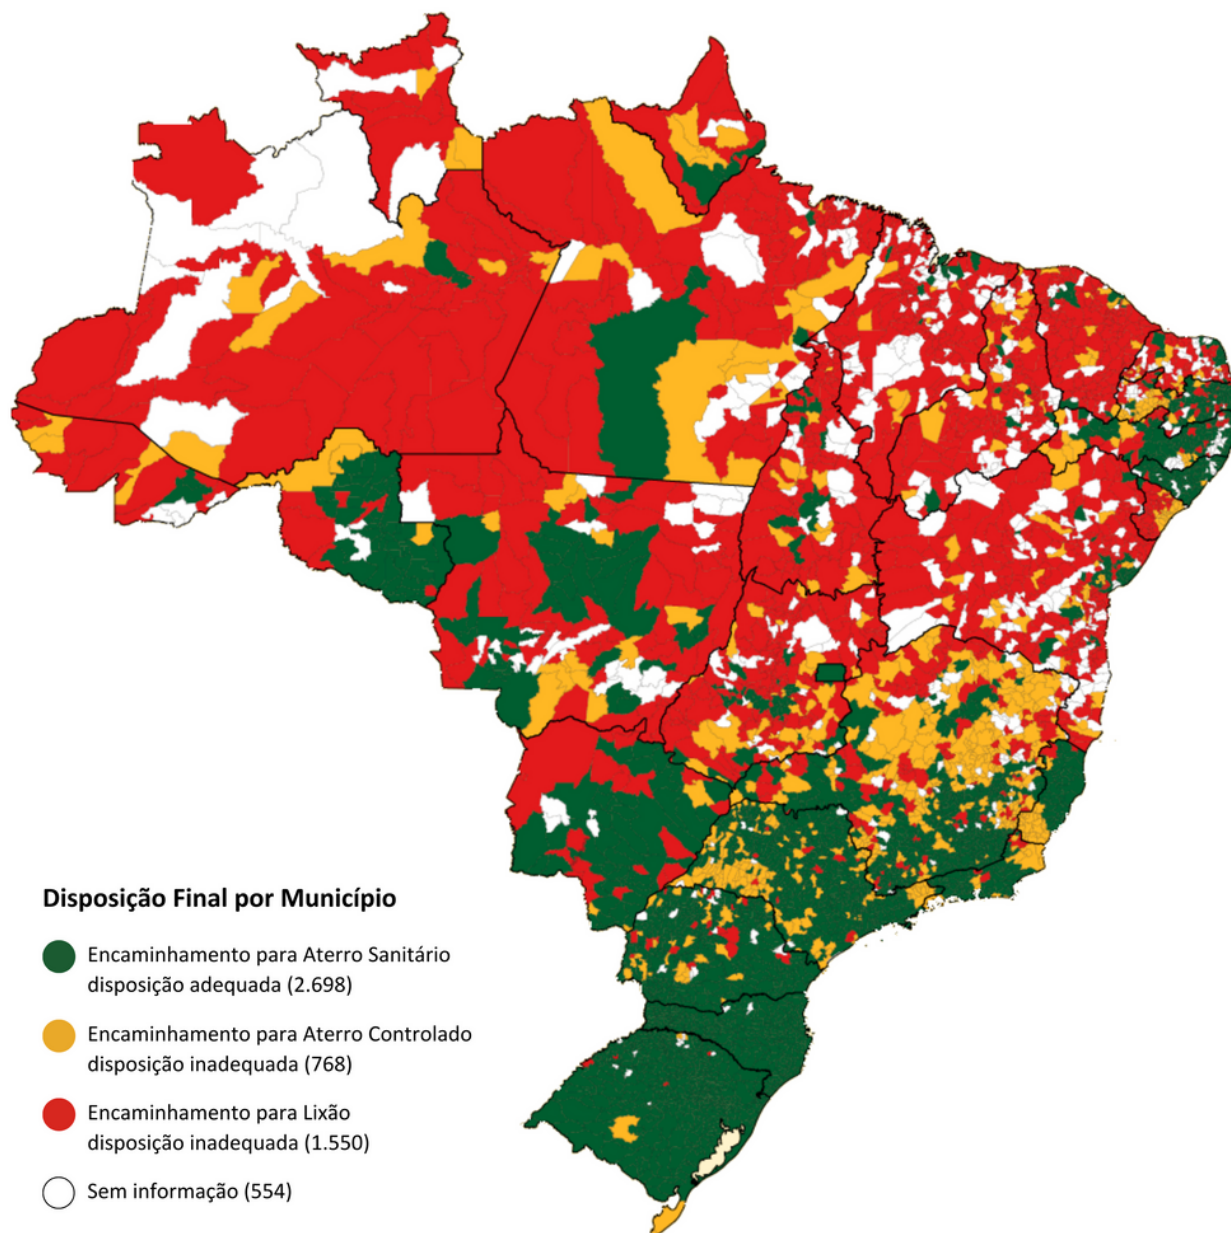 Disposição Final por Município
Encaminhamento para Aterro Sanitário
disposição adequada (2.698)
Encaminhamento para Aterro Controlado
disposição inadequada (768)
Encaminhamento para Lixão
disposição inadequada (1.550)
Sem informação (554)